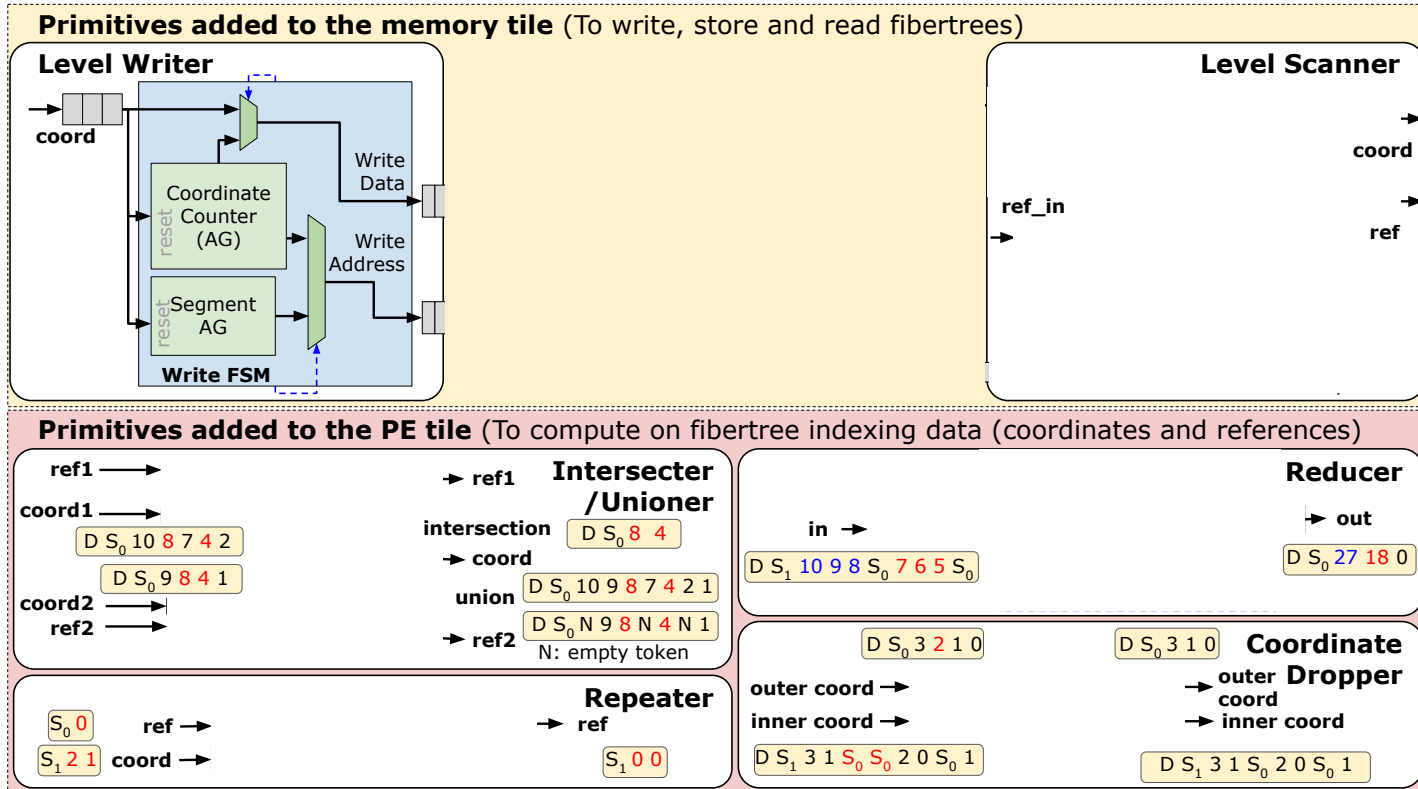 Primitives added to the memory tile (To write, store and read fibertrees)
Level Writer
coord
Coordinate
Counter
(AG)
reset
Segment
AG
reset
Write
Data
Write
Address
Write FSM
Level Scanner
coord
ref_in
ref
Primitives added to the PE tile (To compute on fibertree indexing data (coordinates and references)
Intersecter
/Unioner
ref1
coord1
D S0 10 8 7 4 2
D S0 9 8 4 1
coord2
ref2
ref1
intersection
D S0 8 4
coord
union
D S0 10 9 8 7 4 2 1
D S0 N 9 8 N 4 N 1
ref2
N: empty token
Repeater
S0 0
ref
S1 2 1
coord
ref
S1 0 0
Reducer
in
D S1 10 9 8 S0 7 6 5 S0
out
D S0 27 18 0
Coordinate
Dropper
D S0 3 2 1 0
D S0 3 1 0
outer coord
inner coord
D S1 3 1 S0 S0 2 0 S0 1
outer
coord
inner coord
D S1 3 1 S0 2 0 S0 1